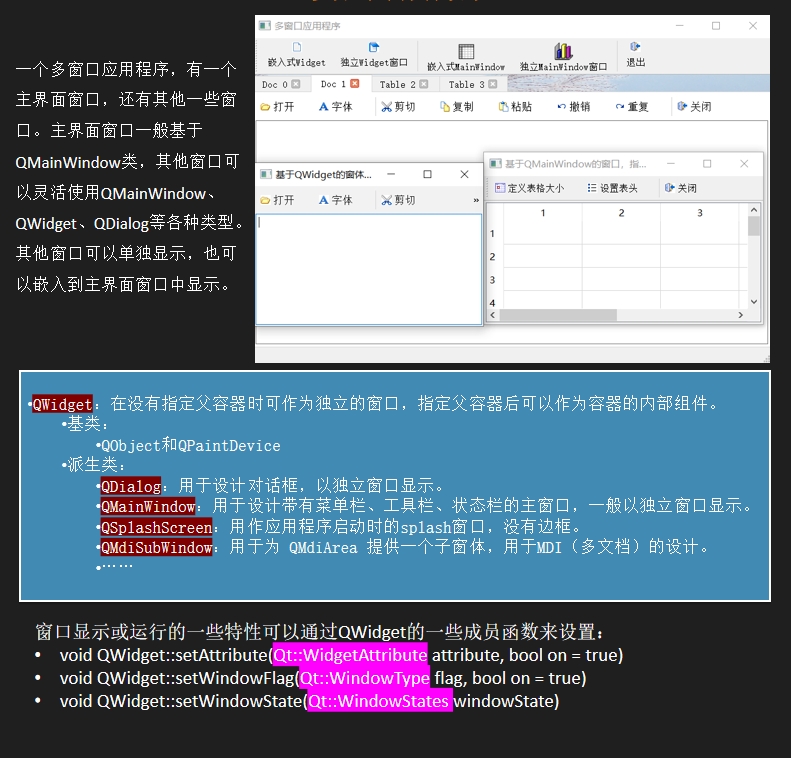 一个多窗口应用程序，有一个
主界面窗口，还有其他一些窗
口。主界面窗口一般基于
QMainWindow类，其他窗口可
以灵活使用QMainWindow、
QWidget、QDialog等各种类型。
其他窗口可以单独显示，也可
以嵌入到主界面窗口中显示。
多窗口应用程序
嵌入式Widget 独立Widget窗口 嵌入式MainWindow 独立MainWindow窗口 退出
Doc 0 Doc 1 Table 2 Table 3
打开 字体 剪切 复制 粘贴 撤销 重复 关闭
基于QWidget的窗体...
打开 字体 剪切 »
基于QMainWindow的窗口，指...
定义表格大小 设置表头 关闭
1 2 3
1
2
3
4
•QWidget：在没有指定父容器时可作为独立的窗口，指定父容器后可以作为容器的内部组件。
•基类：
•QObject和QPaintDevice
•派生类：
•QDialog：用于设计对话框，以独立窗口显示。
•QMainWindow：用于设计带有菜单栏、工具栏、状态栏的主窗口，一般以独立窗口显示。
•QSplashScreen：用作应用程序启动时的splash窗口，没有边框。
•QMdiSubWindow：用于为 QMdiArea 提供一个子窗体，用于MDI（多文档）的设计。
•……
窗口显示或运行的一些特性可以通过QWidget的一些成员函数来设置：
• void QWidget::setAttribute(Qt::WidgetAttribute attribute, bool on = true)
• void QWidget::setWindowFlag(Qt::WindowType flag, bool on = true)
• void QWidget::setWindowState(Qt::WindowStates windowState)